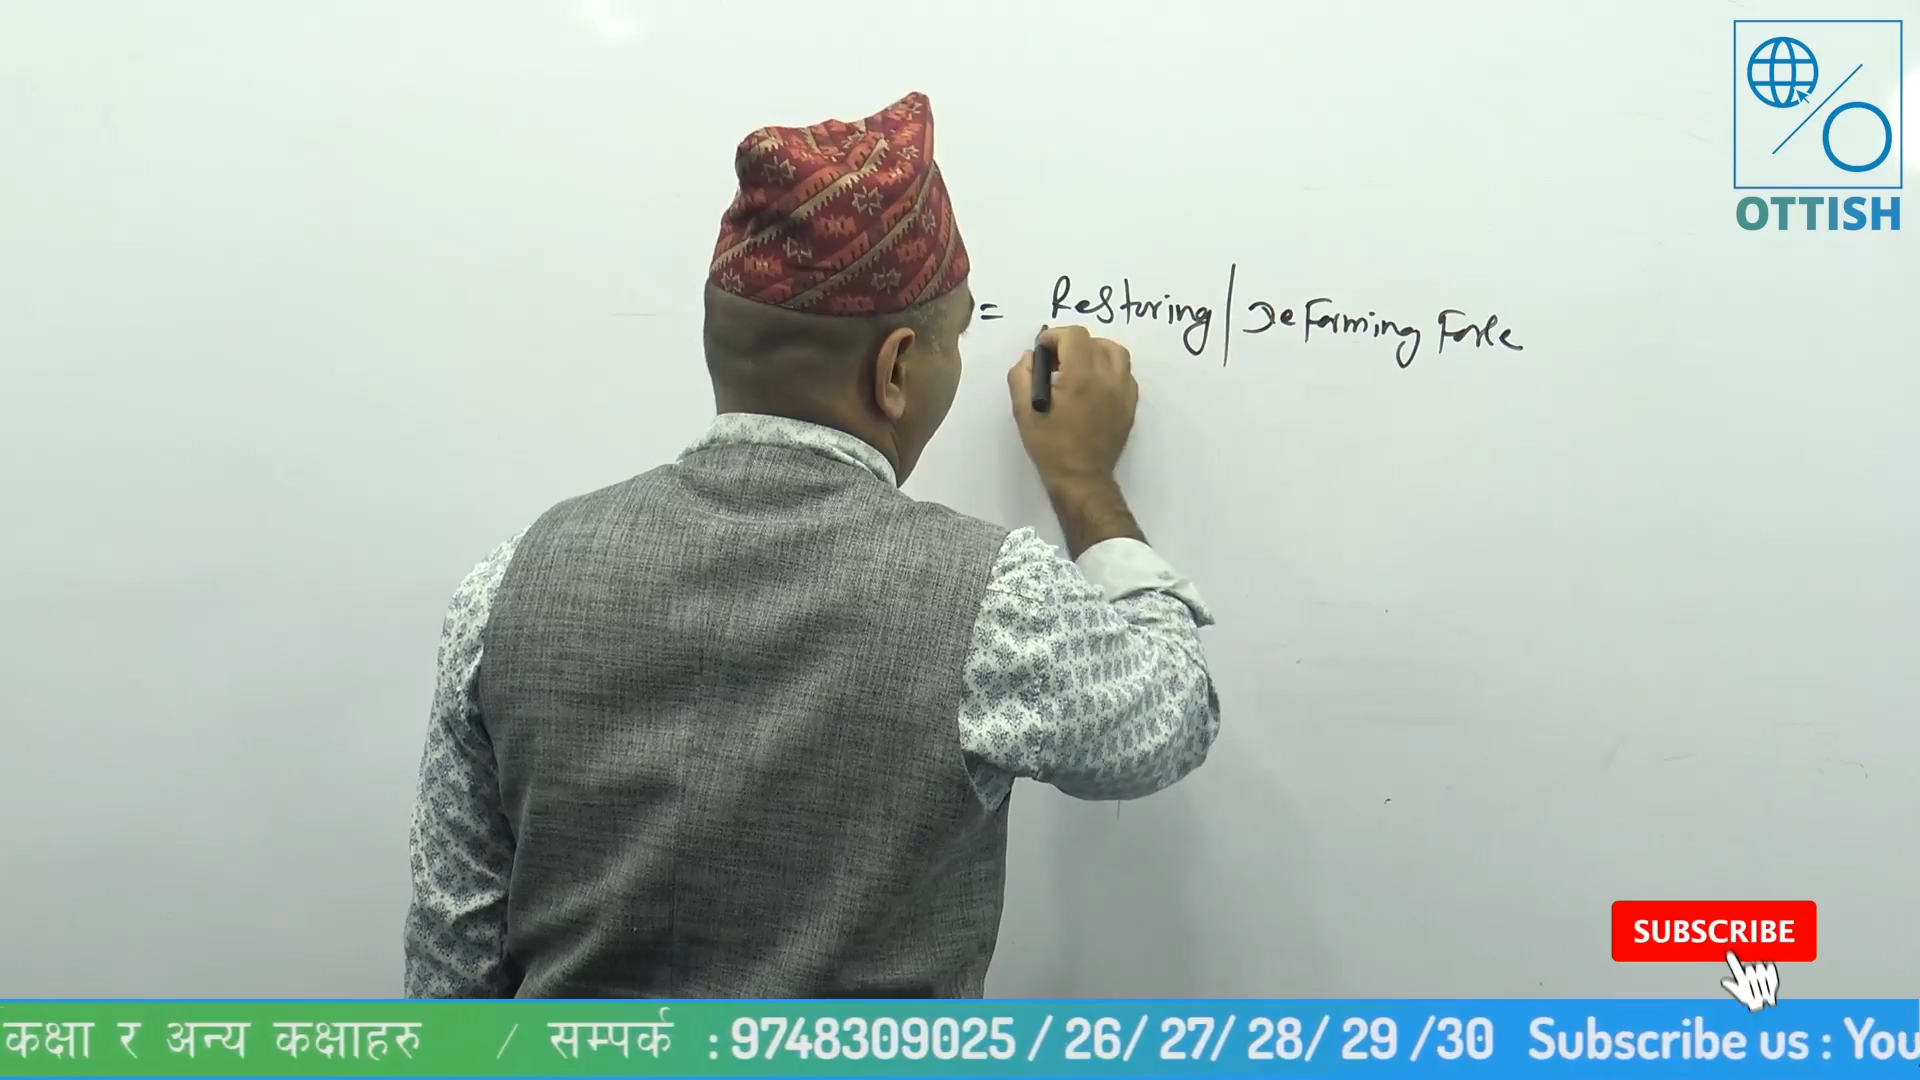 OTTISH
= Restoring | Deforming Force
SUBSCRIBE
कक्षा र अन्य कक्षाहरु / सम्पर्क : 9748309025 / 26/ 27/ 28/ 29 /30 Subscribe us : You